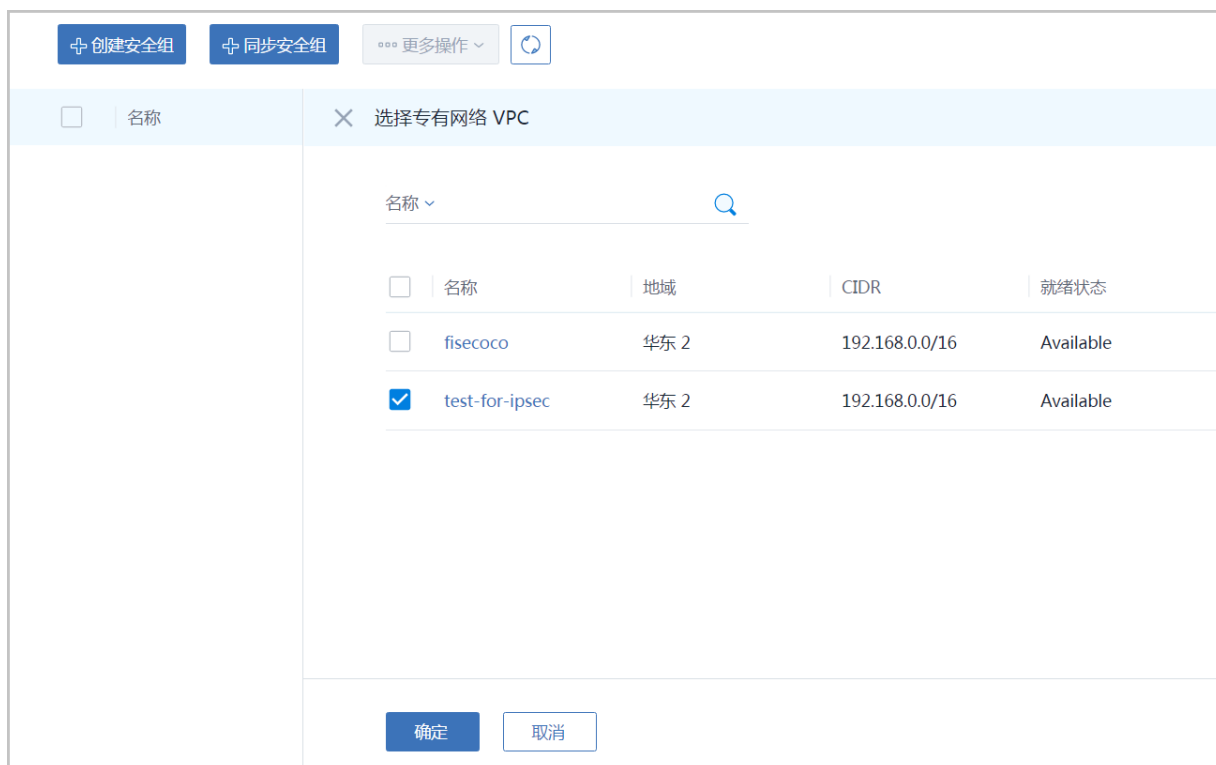 创建安全组 同步安全组 更多操作
名称 选择专有网络 VPC
名称
名称 地域 CIDR 就绪状态
fisecoco 华东 2 192.168.0.0/16 Available
test-for-ipsec 华东 2 192.168.0.0/16 Available
确定 取消